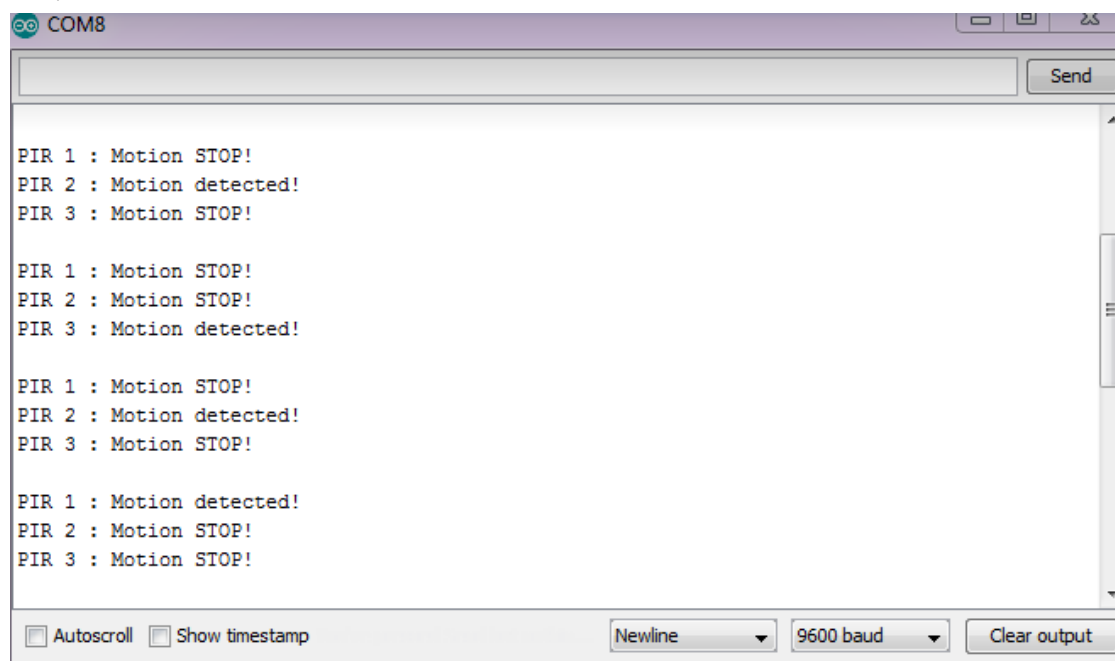 COM8
Send
PIR 1 : Motion STOP!
PIR 2 : Motion detected!
PIR 3 : Motion STOP!
PIR 1 : Motion STOP!
PIR 2 : Motion STOP!
PIR 3 : Motion detected!
PIR 1 : Motion STOP!
PIR 2 : Motion detected!
PIR 3 : Motion STOP!
PIR 1 : Motion detected!
PIR 2 : Motion STOP!
PIR 3 : Motion STOP!
Autoscroll Show timestamp Newline 9600 baud Clear output